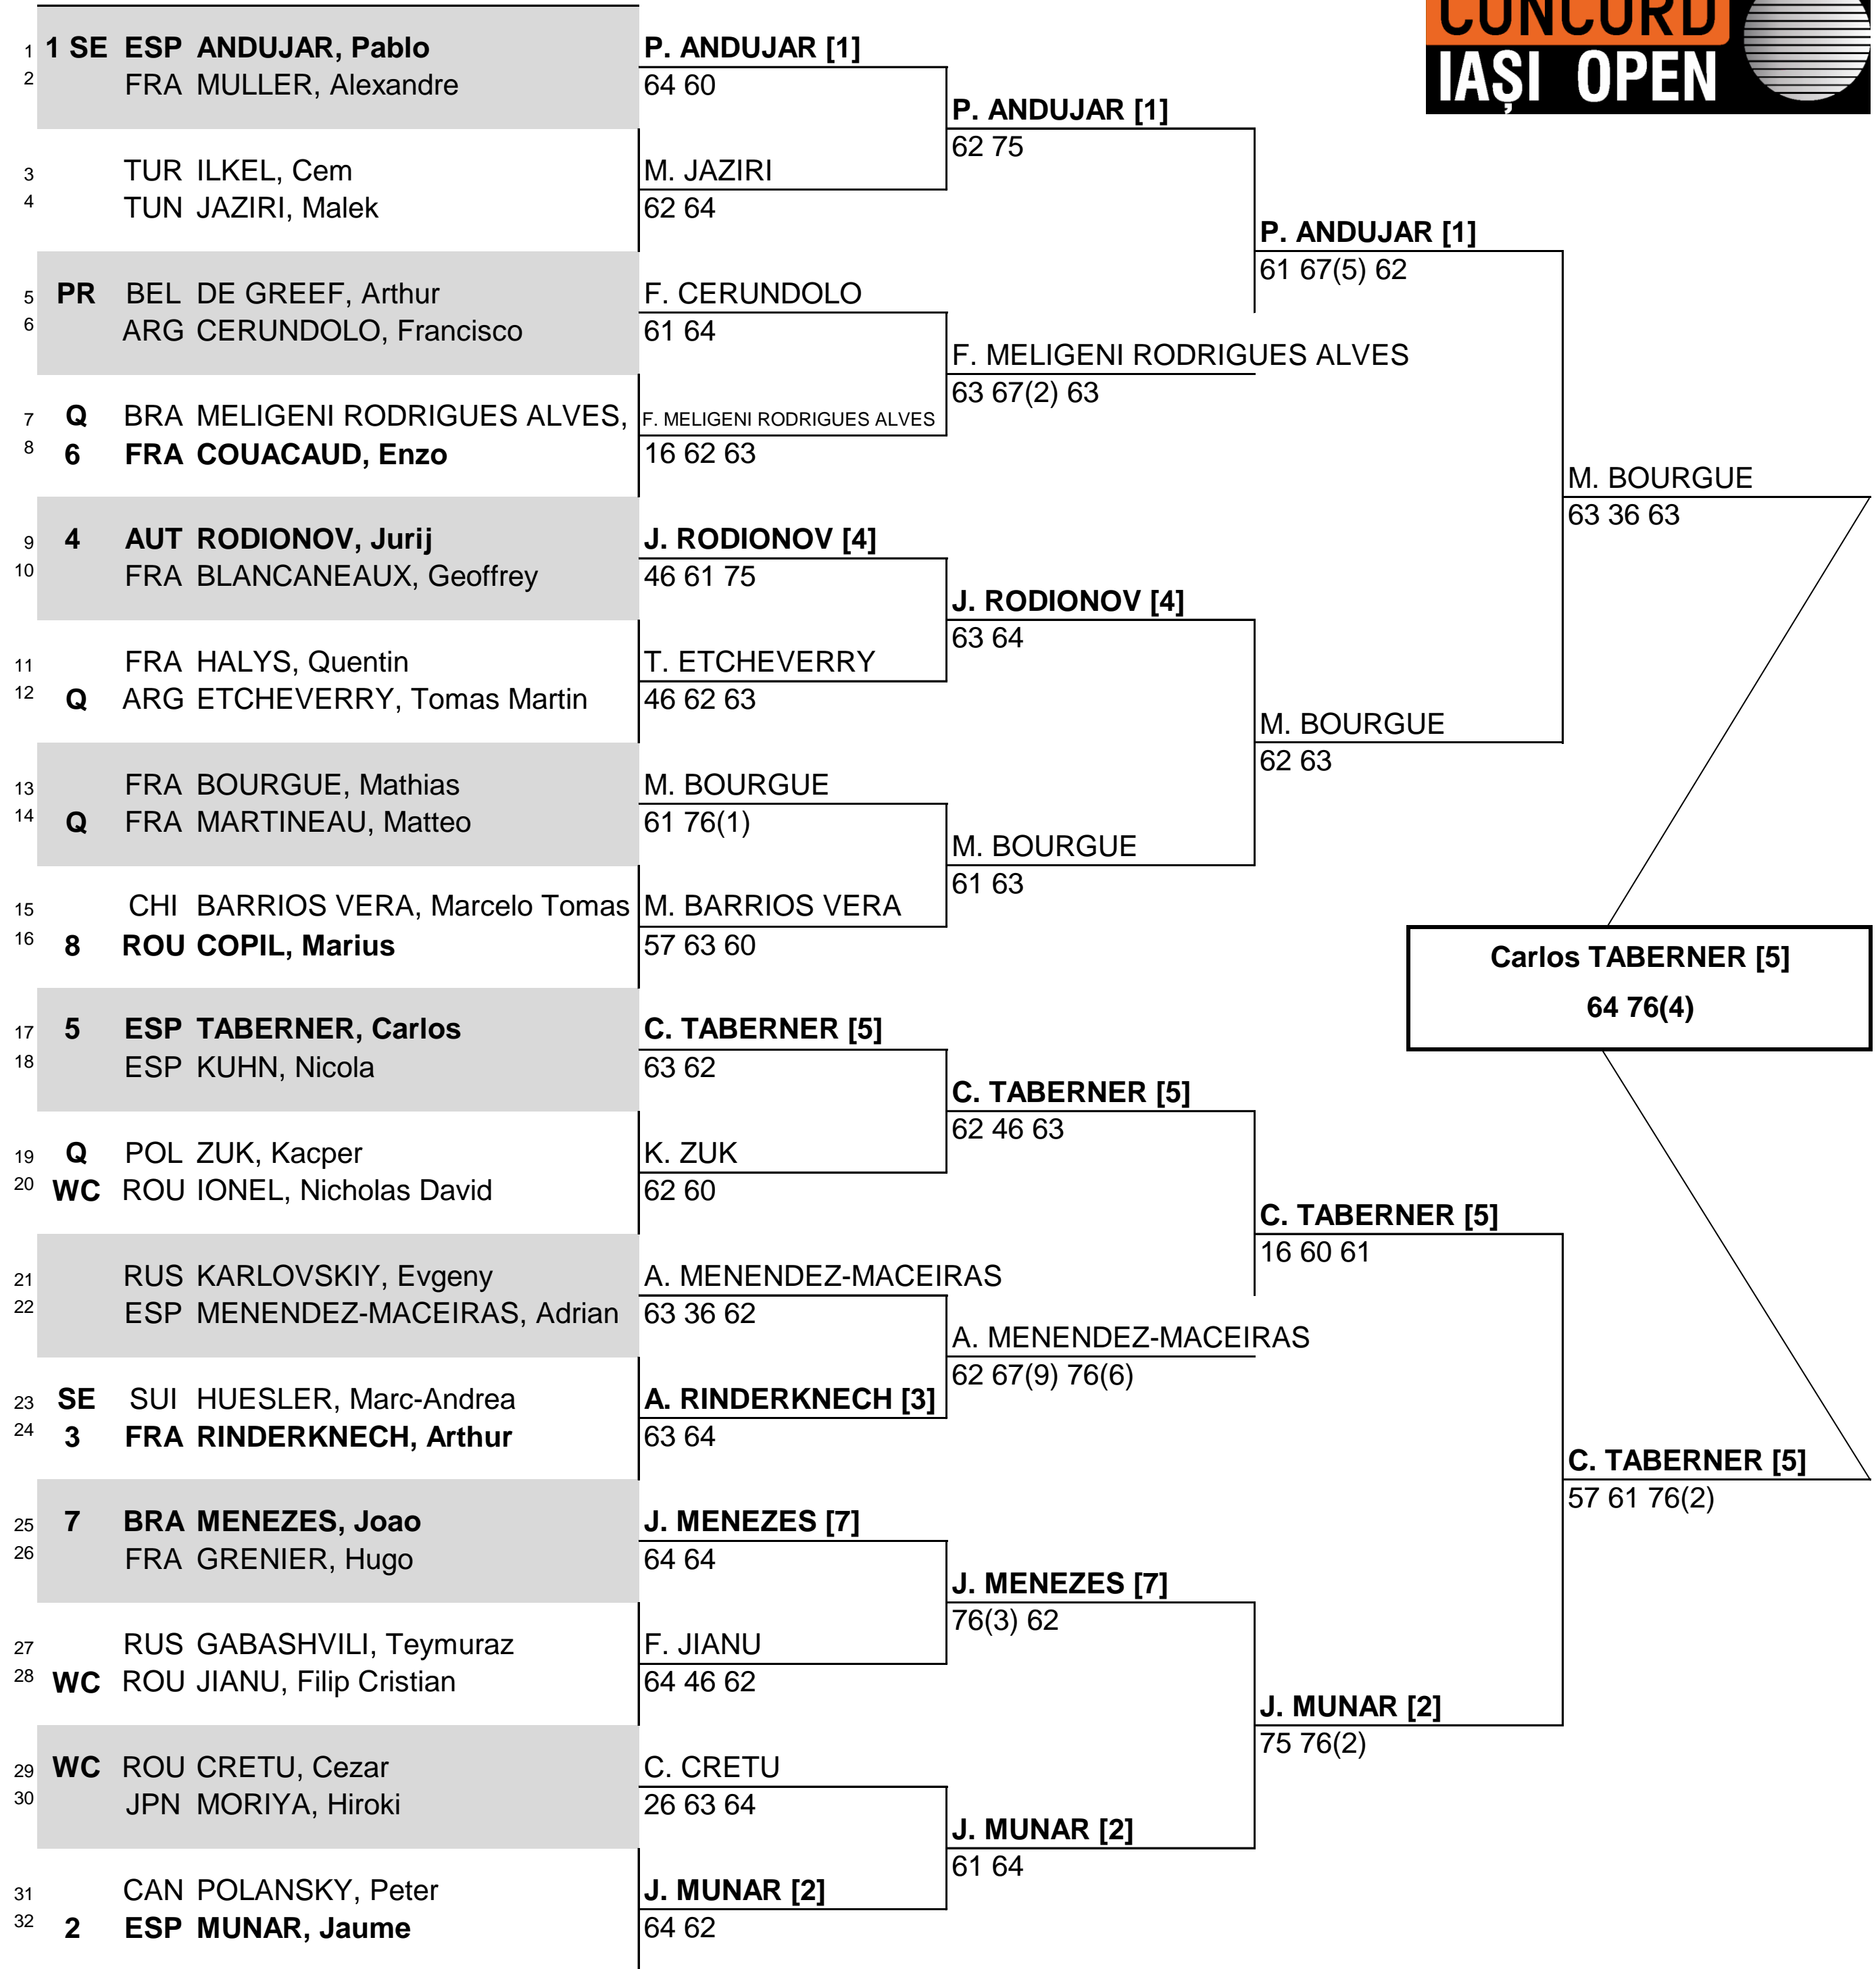 CONCORD
IAȘI OPEN
1 1 SE ESP ANDUJAR, Pablo
2 FRA MULLER, Alexandre
3 TUR ILKEL, Cem
4 TUN JAZIRI, Malek
5 PR BEL DE GREEF, Arthur
6 ARG CERUNDOLO, Francisco
7 Q BRA MELIGENI RODRIGUES ALVES,
8 6 FRA COUACAUD, Enzo
9 4 AUT RODIONOV, Jurij
10 FRA BLANCANEAUX, Geoffrey
11 FRA HALYS, Quentin
12 Q ARG ETCHEVERRY, Tomas Martin
13 FRA BOURGUE, Mathias
14 Q FRA MARTINEAU, Matteo
15 CHI BARRIOS VERA, Marcelo Tomas
16 8 ROU COPIL, Marius
17 5 ESP TABERNER, Carlos
18 ESP KUHN, Nicola
19 Q POL ZUK, Kacper
20 WC ROU IONEL, Nicholas David
21 RUS KARLOVSKIY, Evgeny
22 ESP MENENDEZ-MACEIRAS, Adrian
23 SE SUI HUESLER, Marc-Andrea
24 3 FRA RINDERKNECH, Arthur
25 7 BRA MENEZES, Joao
26 FRA GRENIER, Hugo
27 RUS GABASHVILI, Teymuraz
28 WC ROU JIANU, Filip Cristian
29 WC ROU CRETU, Cezar
30 JPN MORIYA, Hiroki
31 CAN POLANSKY, Peter
32 2 ESP MUNAR, Jaume
P. ANDUJAR [1]
64 60
M. JAZIRI
62 64
F. CERUNDOLO
61 64
F. MELIGENI RODRIGUES ALVES
16 62 63
J. RODIONOV [4]
46 61 75
T. ETCHEVERRY
46 62 63
M. BOURGUE
61 76(1)
M. BARRIOS VERA
57 63 60
C. TABERNER [5]
63 62
K. ZUK
62 60
A. MENENDEZ-MACEIRAS
63 36 62
A. RINDERKNECH [3]
63 64
J. MENEZES [7]
64 64
F. JIANU
64 46 62
C. CRETU
26 63 64
J. MUNAR [2]
64 62
P. ANDUJAR [1]
62 75
F. MELIGENI RODRIGUES ALVES
63 67(2) 63
J. RODIONOV [4]
63 64
M. BOURGUE
61 63
C. TABERNER [5]
62 46 63
A. MENENDEZ-MACEIRAS
62 67(9) 76(6)
J. MENEZES [7]
76(3) 62
J. MUNAR [2]
61 64
P. ANDUJAR [1]
61 67(5) 62
M. BOURGUE
62 63
C. TABERNER [5]
16 60 61
J. MUNAR [2]
75 76(2)
M. BOURGUE
63 36 63
C. TABERNER [5]
57 61 76(2)
Carlos TABERNER [5]
64 76(4)